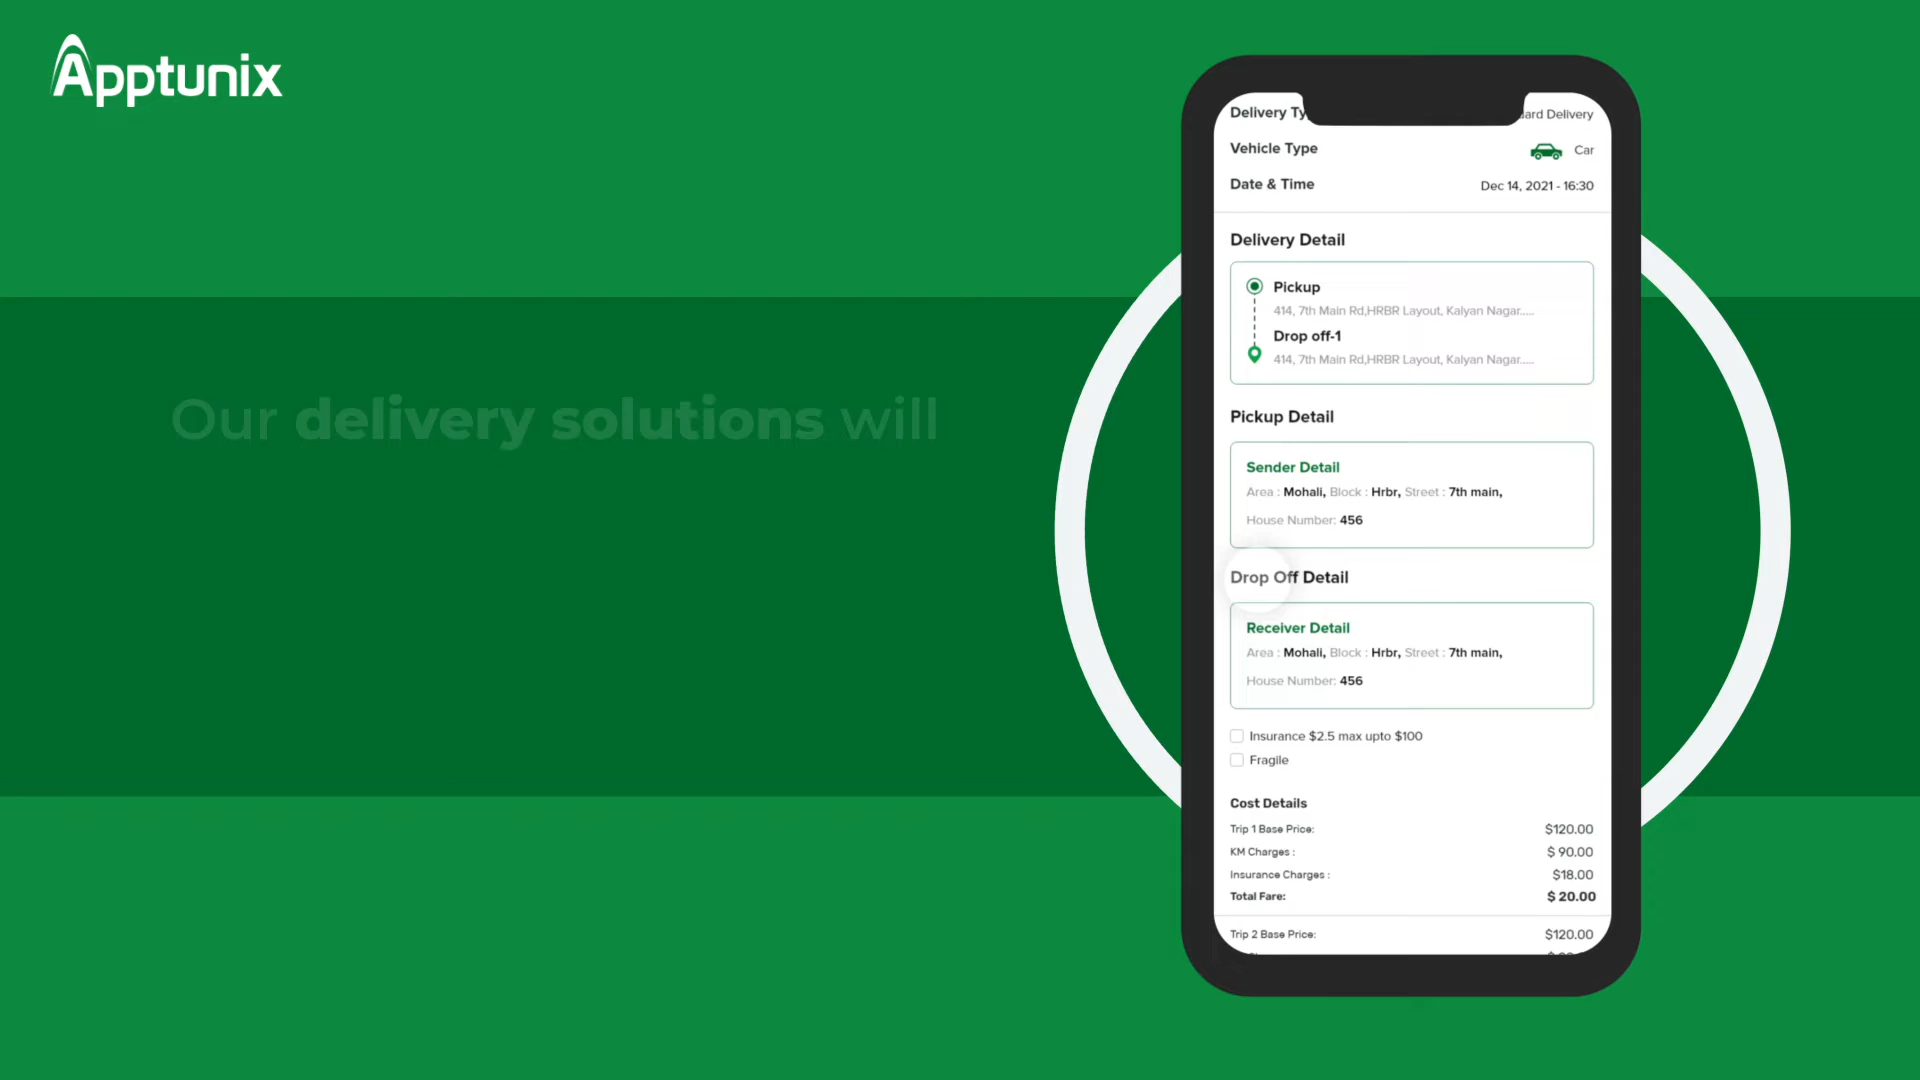 Apptunix
Our delivery solutions will
Delivery
Delivery
Vehicle Type
Car
Date & Time
Dec 14, 2021 - 16:30
Delivery Detail
Pickup
414, 7th Main Rd,HRBR Layout, Kalyan Nagar.....
Drop off-1
414, 7th Main Rd,HRBR Layout, Kalyan Nagar.....
Pickup Detail
Sender Detail
Area : Mohali, Block : Hrbr, Street : 7th main,
House Number: 456
Drop Off Detail
Receiver Detail
Area : Mohali, Block : Hrbr, Street : 7th main,
House Number: 456
Insurance $2.5 max upto $100
Fragile
Cost Details
Trip 1 Base Price: $120.00
KM Charges : $ 90.00
Insurance Charges : $18.00
Total Fare: $ 20.00
Trip 2 Base Price: $120.00